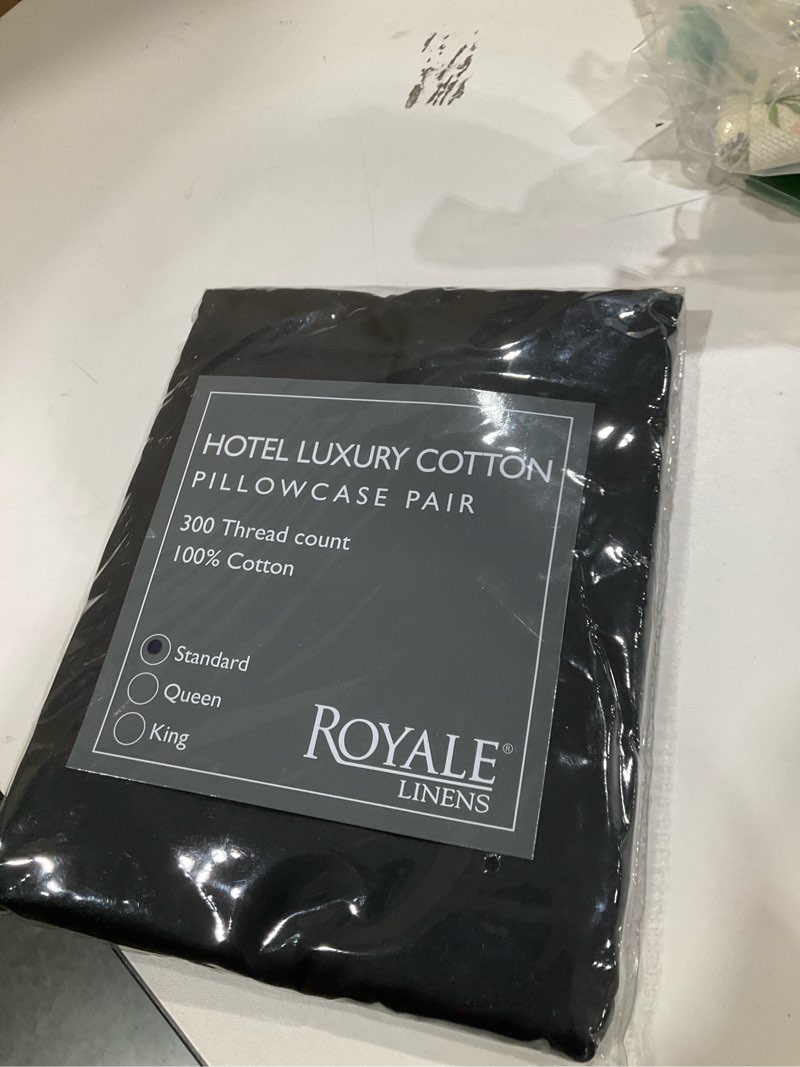 HOTEL LUXURY COTTON
PILLOWCASE PAIR
300 Thread count
100% Cotton
Standard
Queen
King
ROYALE®
LINENS